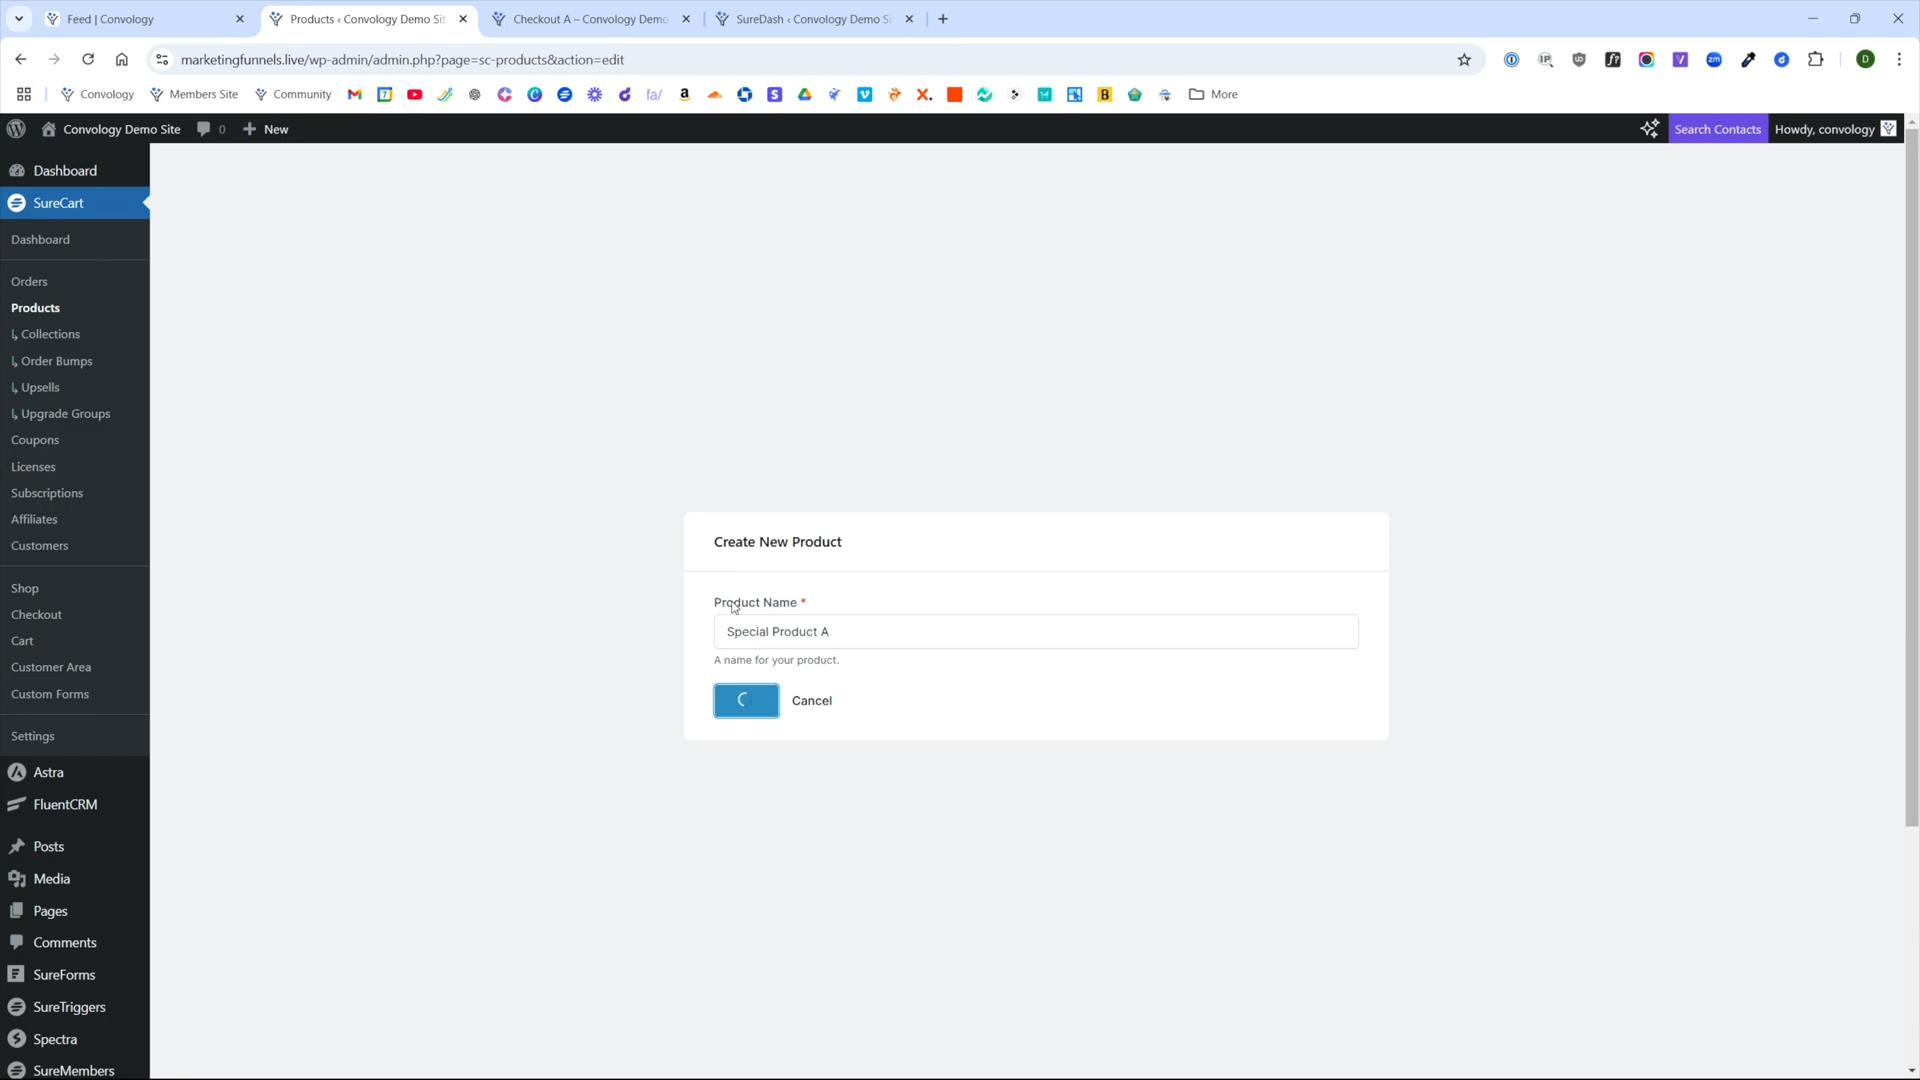 Feed | Convology
Products ‹ Convology Demo Sit
Checkout A – Convology Demo
SureDash ‹ Convology Demo Si
marketingfunnels.live/wp-admin/admin.php?page=sc-products&action=edit
Convology
Members Site
Community
More
Convology Demo Site
0
New
Search Contacts
Howdy, convology
Dashboard
SureCart
Dashboard
Orders
Products
Collections
Order Bumps
Upsells
Upgrade Groups
Coupons
Licenses
Subscriptions
Affiliates
Customers
Shop
Checkout
Cart
Customer Area
Custom Forms
Settings
Astra
FluentCRM
Posts
Media
Pages
Comments
SureForms
SureTriggers
Spectra
SureMembers
Create New Product
Product Name *
Special Product A
A name for your product.
Cancel